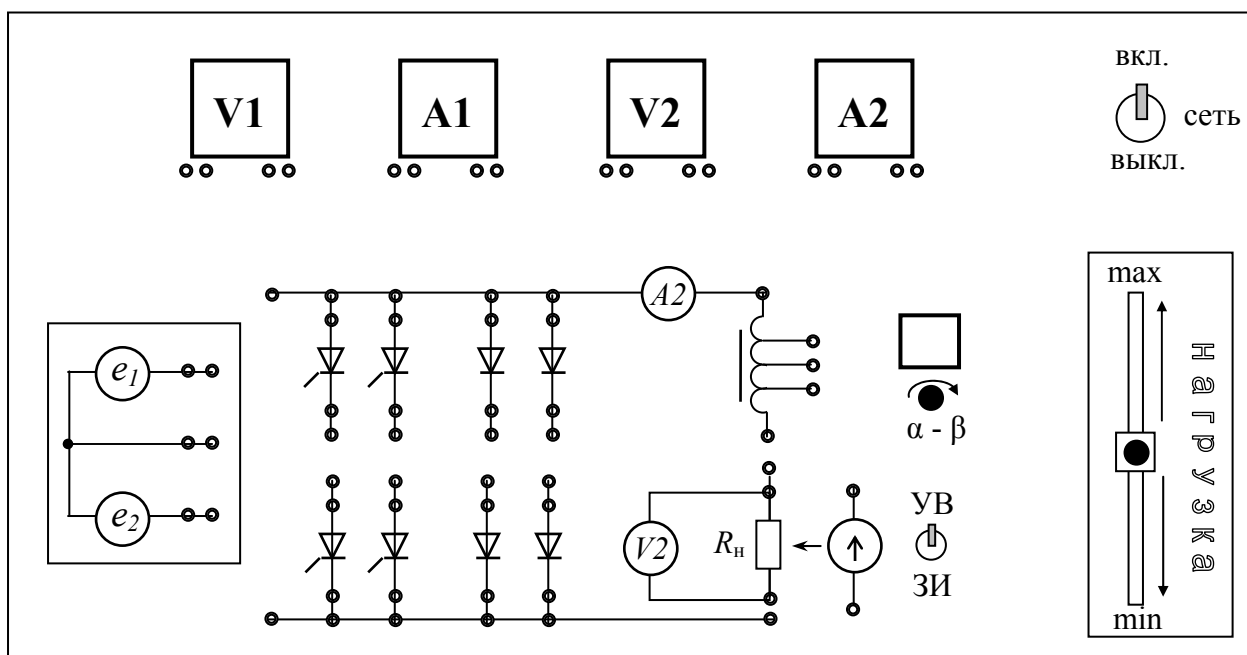 вкл.
V1 A1 V2 A2
сеть
выкл.
max
A2
e1
нагрузка
α - β
e2
V2
Rн
УВ
ЗИ
min